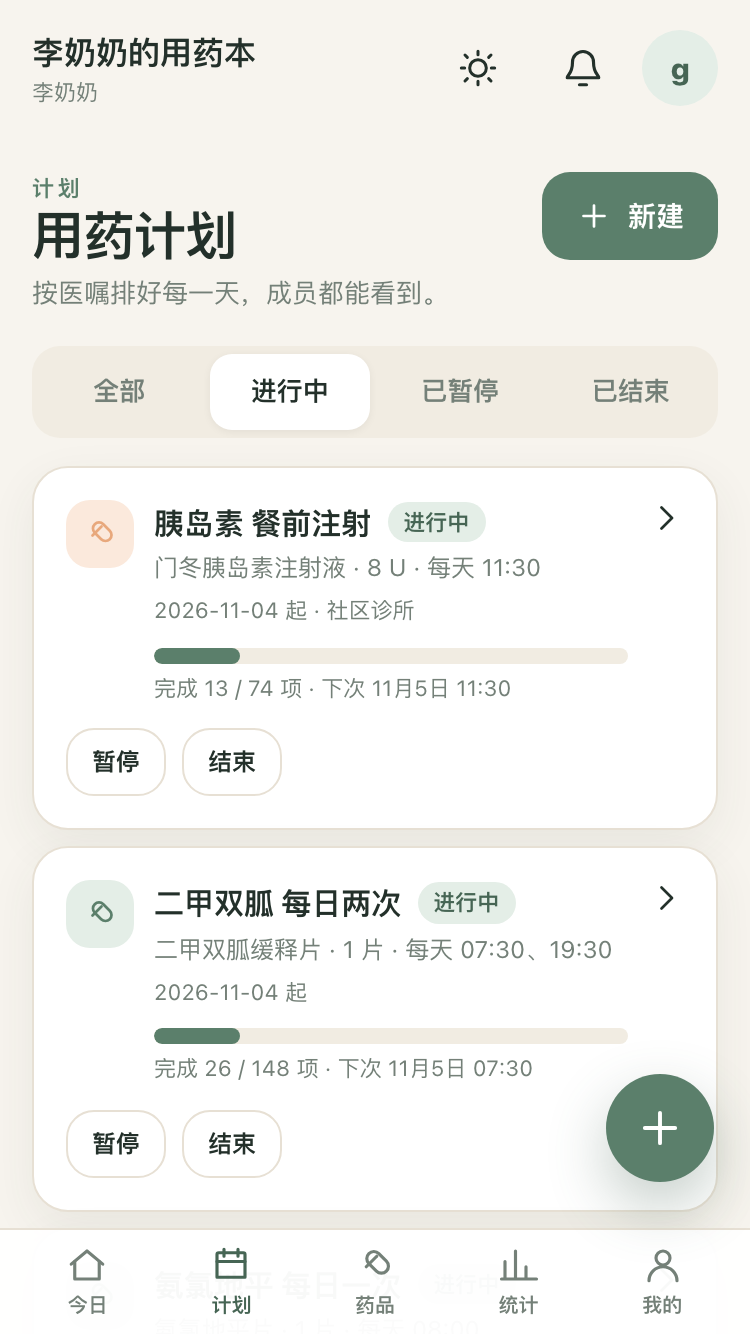 李奶奶的用药本
李奶奶
g
计划
用药计划
新建
按医嘱排好每一天，成员都能看到。
全部
进行中
已暂停
已结束
胰岛素 餐前注射
进行中
门冬胰岛素注射液 · 8 U · 每天 11:30
2026-11-04 起 · 社区诊所
完成 13 / 74 项 · 下次 11月5日 11:30
暂停
结束
二甲双胍 每日两次
进行中
二甲双胍缓释片 · 1 片 · 每天 07:30、19:30
2026-11-04 起
完成 26 / 148 项 · 下次 11月5日 07:30
暂停
结束
氨氯地平 每日一次
进行中
今日
计划
药品
统计
我的